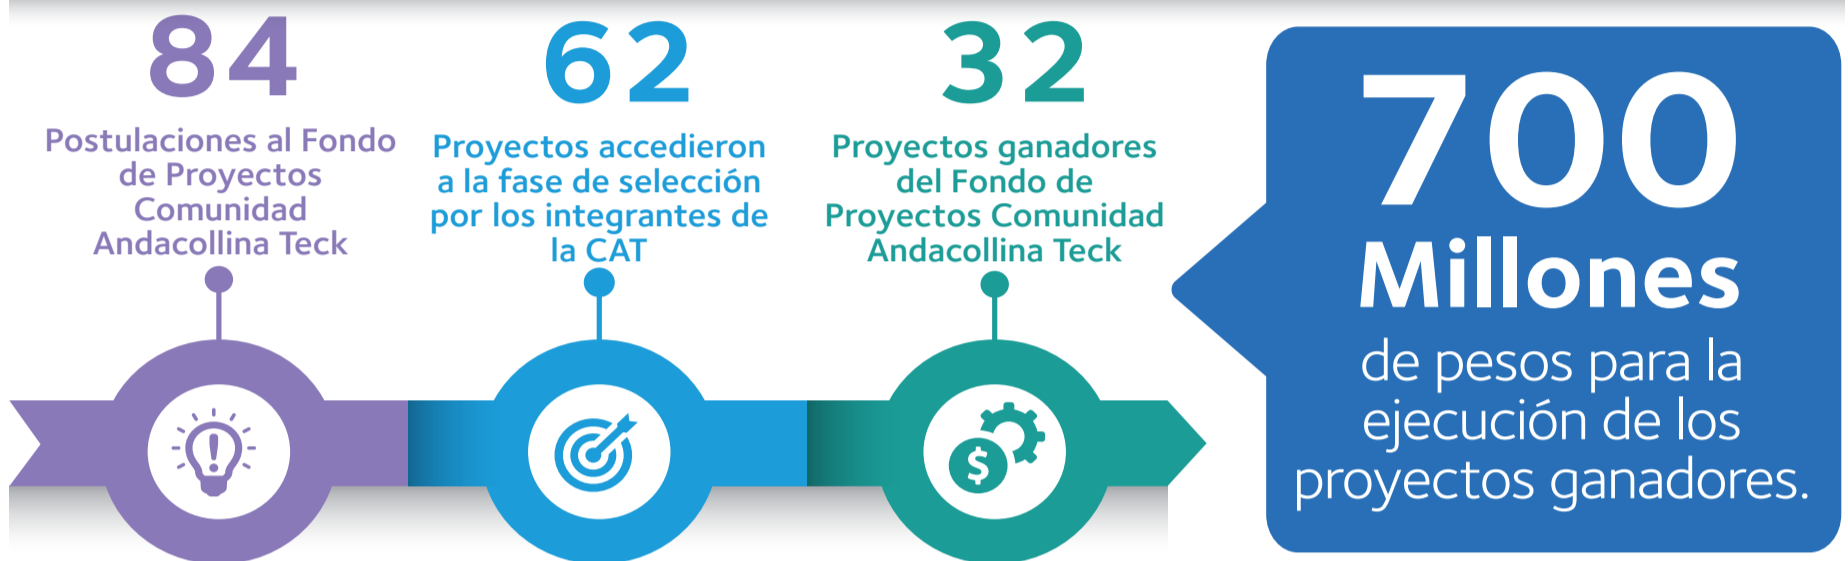 84
Postulaciones al Fondo
de Proyectos
Comunidad
Andacollina Teck
62
Proyectos accedieron
a la fase de selección
por los integrantes de
la CAT
32
Proyectos ganadores
del Fondo de
Proyectos Comunidad
Andacollina Teck
$
700
Millones
de pesos para la
ejecución de los
proyectos ganadores.